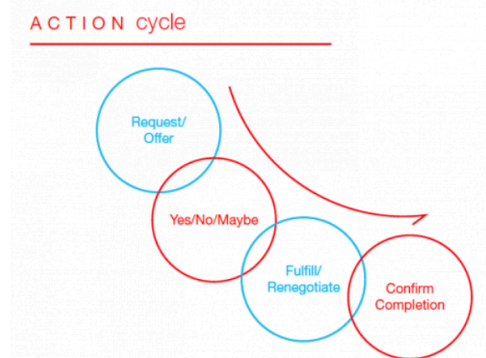 ACTION cycle
Request/
Offer
Yes/No/Maybe
Fulfill/
Renegotiate
Confirm
Completion